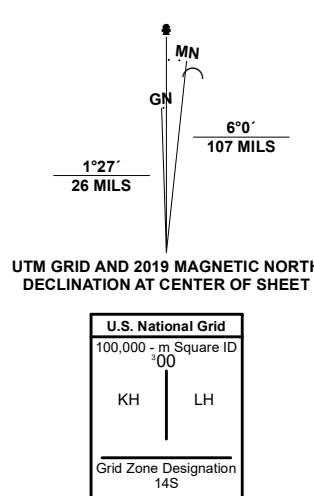 MN
GN
6°0´
107 MILS
1°27´
26 MILS
UTM GRID AND 2019 MAGNETIC NORTH
DECLINATION AT CENTER OF SHEET
U.S. National Grid
100,000 - m Square ID
³00
KH LH
Grid Zone Designation
14S